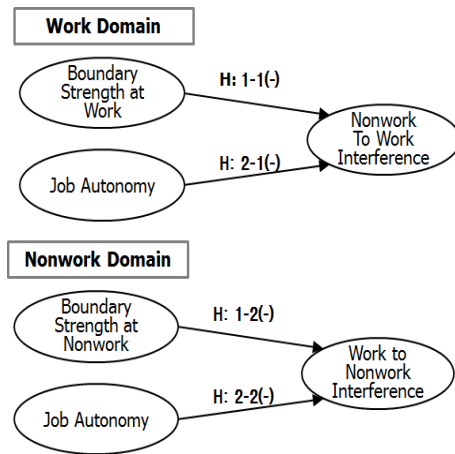 Work Domain
Boundary
Strength at
Work
H: 1-1(-)
Nonwork
To Work
Interference
H: 2-1(-)
Job Autonomy
Nonwork Domain
Boundary
Strength at
Nonwork
H: 1-2(-)
Work to
Nonwork
Interference
H: 2-2(-)
Job Autonomy